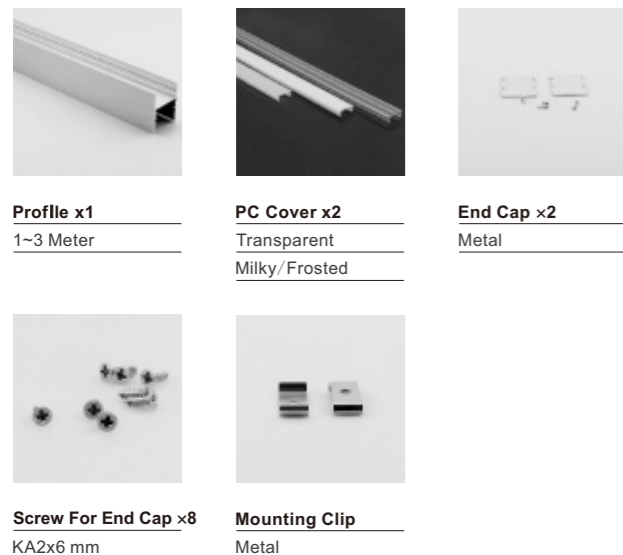 Profile x1
1~3 Meter
PC Cover x2
Transparent
Milky/Frosted
End Cap ×2
Metal
Screw For End Cap ×8
KA2x6 mm
Mounting Clip
Metal